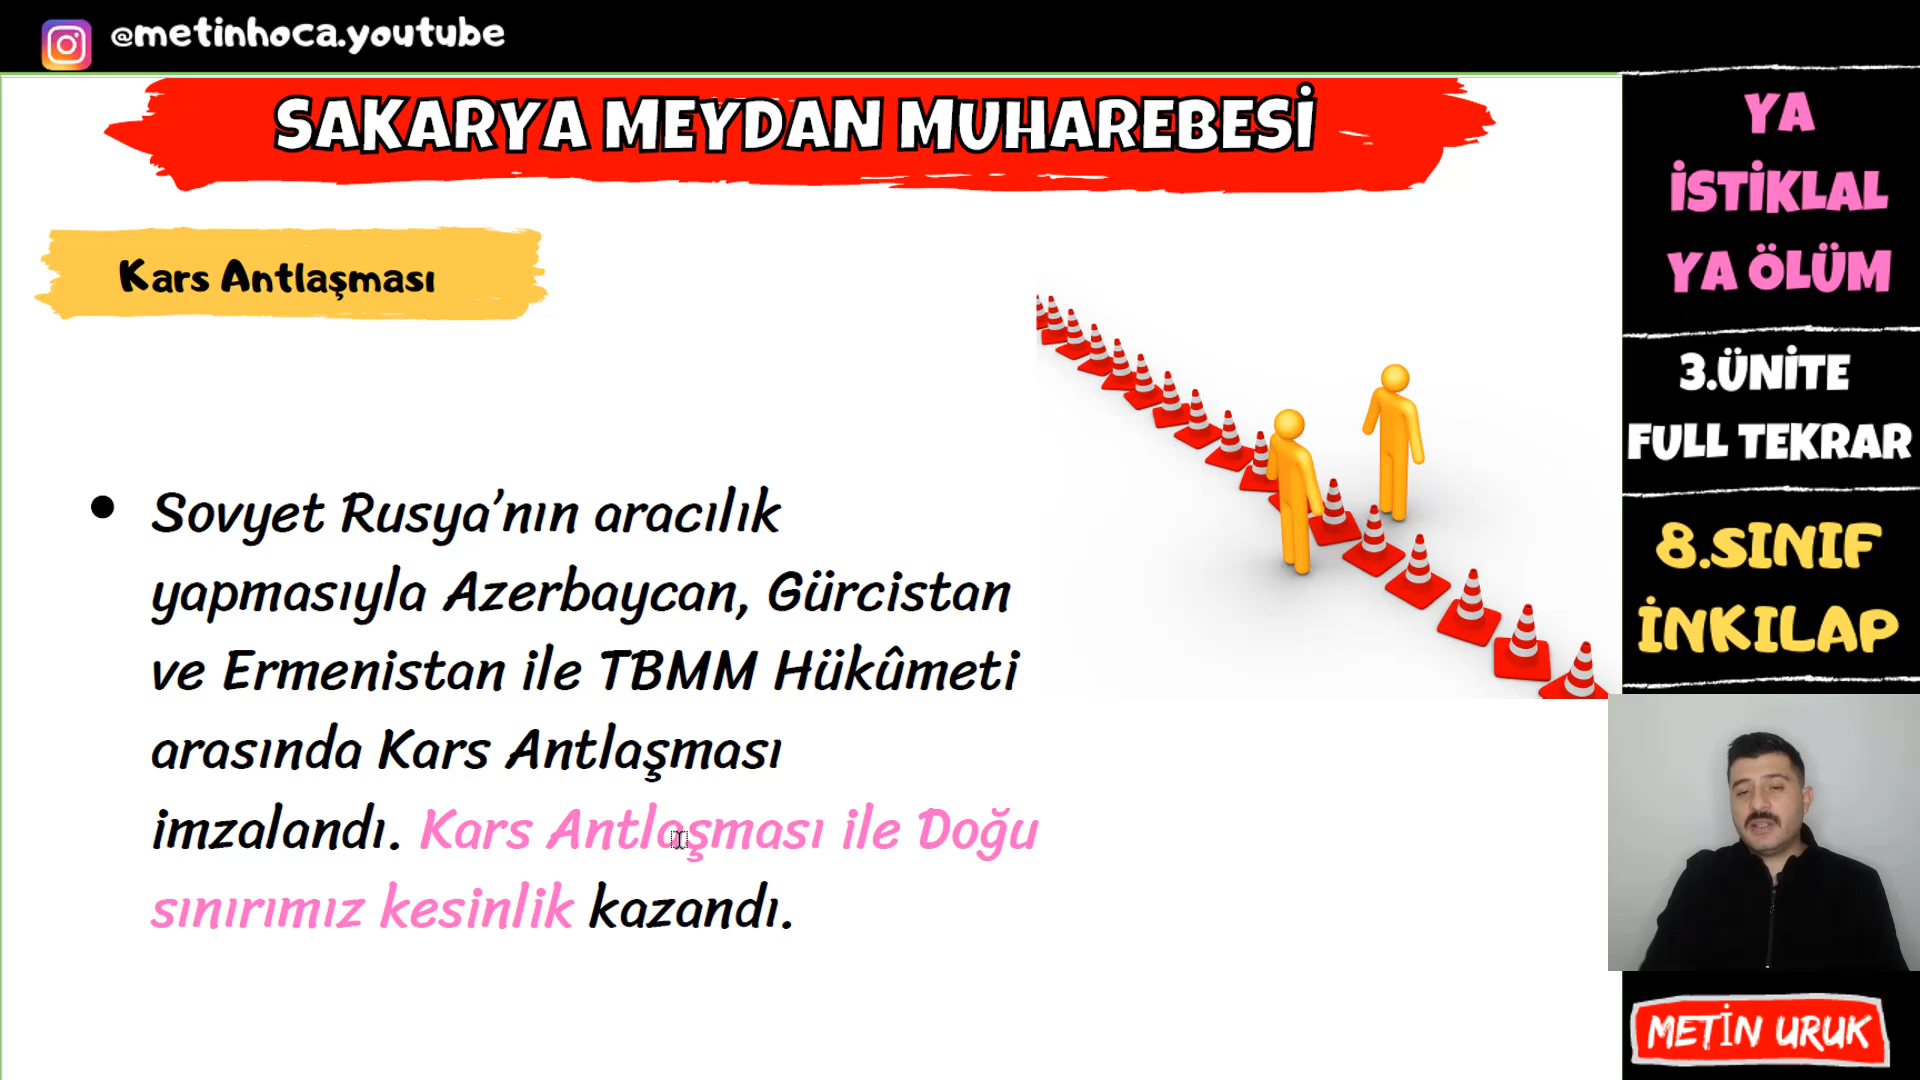 @metinhoca.youtube
SAKARYA MEYDAN MUHAREBESİ
Kars Antlaşması
• Sovyet Rusya’nın aracılık
yapmasıyla Azerbaycan, Gürcistan
ve Ermenistan ile TBMM Hükûmeti
arasında Kars Antlaşması
imzalandı. Kars Antlaşması ile Doğu
sınırımız kesinlik kazandı.
YA
İSTİKLAL
YA ÖLÜM
3.ÜNİTE
FULL TEKRAR
8.SINIF
İNKILAP
METİN URUK